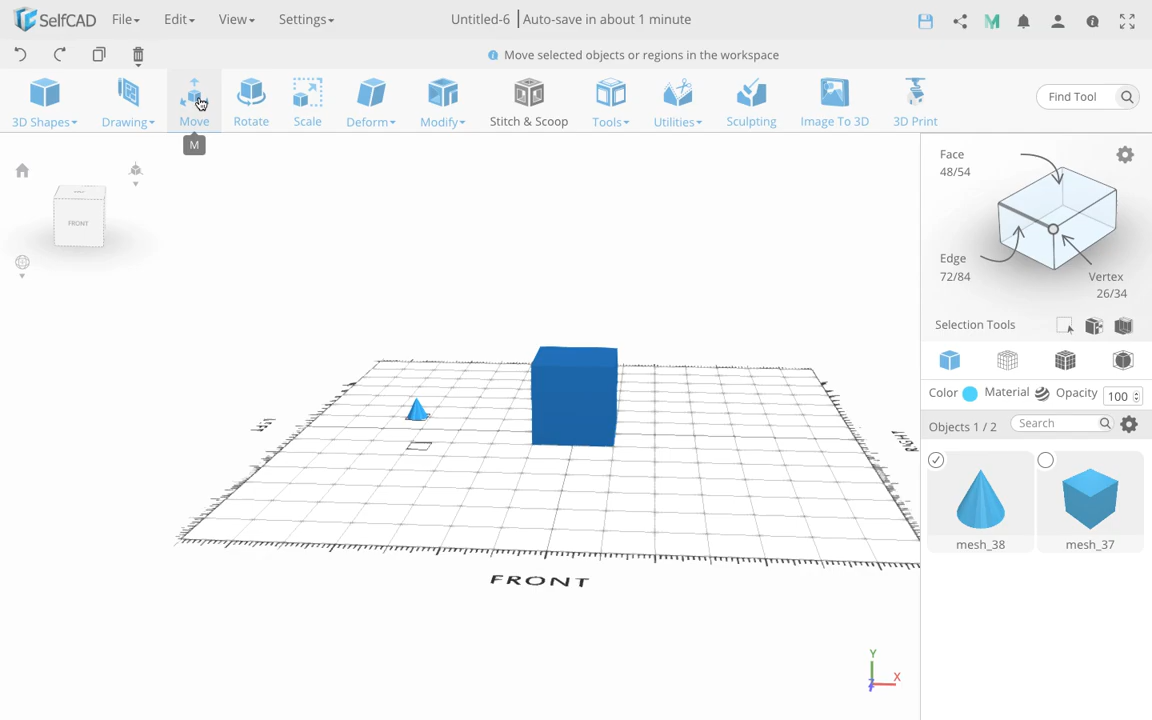 SelfCAD File View Edit Settings Untitled-6 Auto-save in about 1 minute
Move selected objects or regions in the workspace
3D Shapes Drawing Move Rotate Scale Deform Modify Stitch & Scoop Tools Utilities Sculpting Image To 3D 3D Print Find Tool
M
Face
48/54
FRONT
Edge
72/84
Vertex
26/34
Selection Tools
Color Material Opacity 100
Objects 1 / 2 Search
RIGHT
mesh_38 mesh_37
FRONT
Y
X
Z